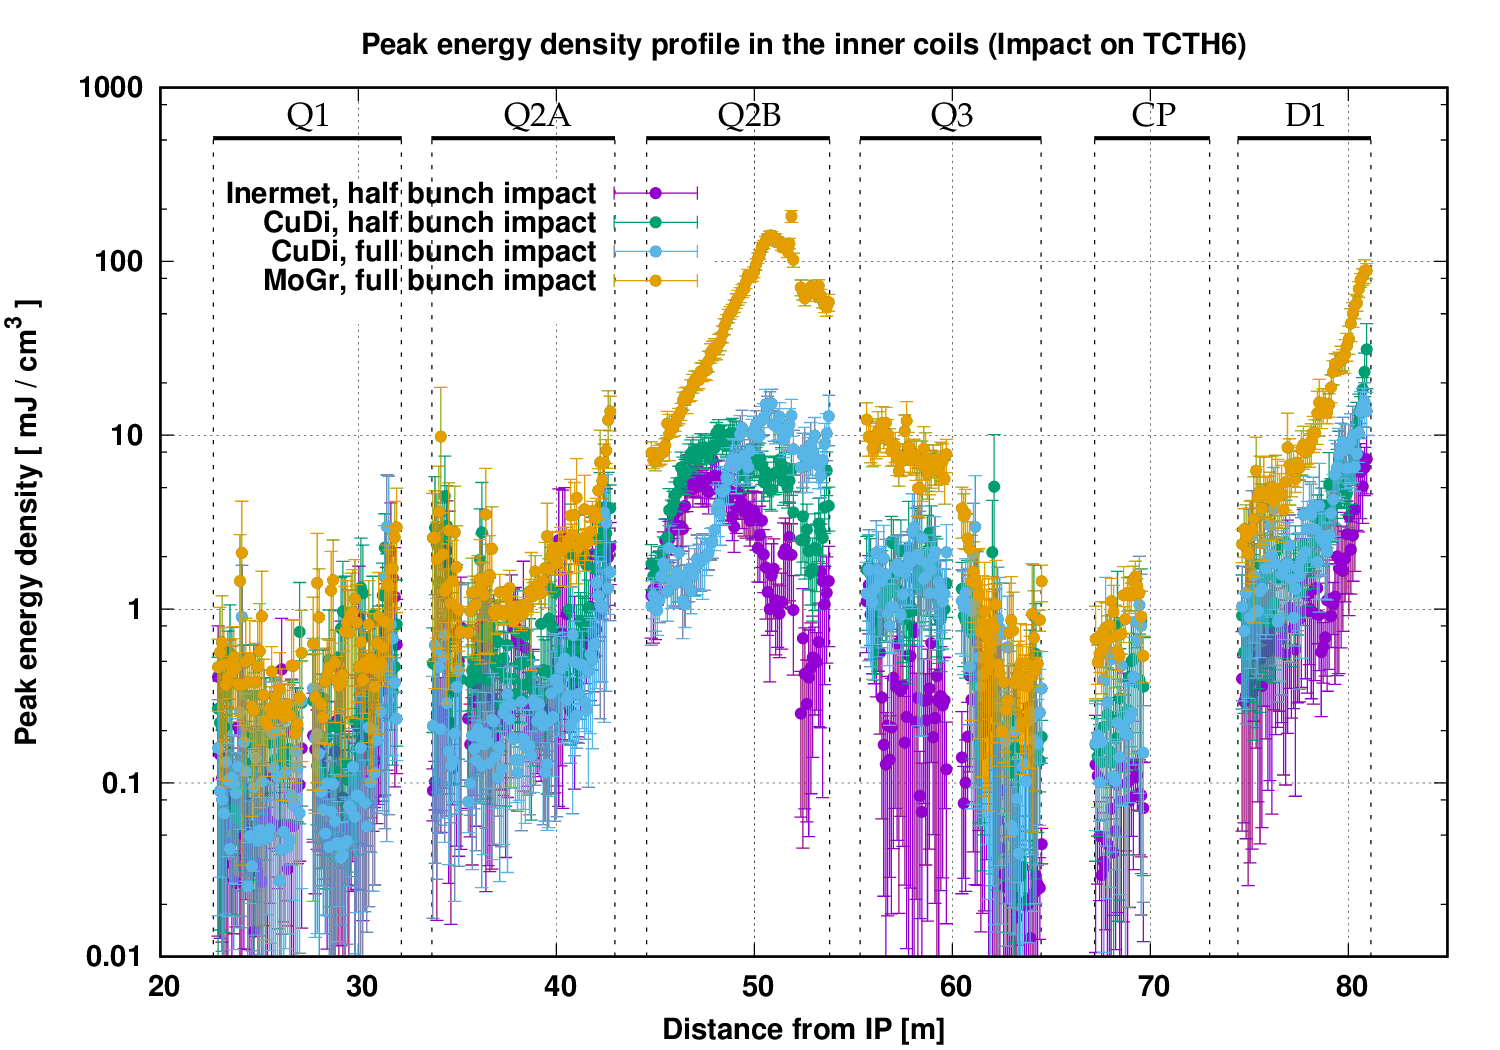 Peak energy density profile in the inner coils (Impact on TCTH6)
1000
Q1 Q2A Q2B Q3 CP D1
Inermet, half bunch impact
CuDi, half bunch impact
CuDi, full bunch impact
MoGr, full bunch impact
100
10
1
0.1
0.01
Peak energy density [ mJ / cm³ ]
20 30 40 50 60 70 80
Distance from IP [m]